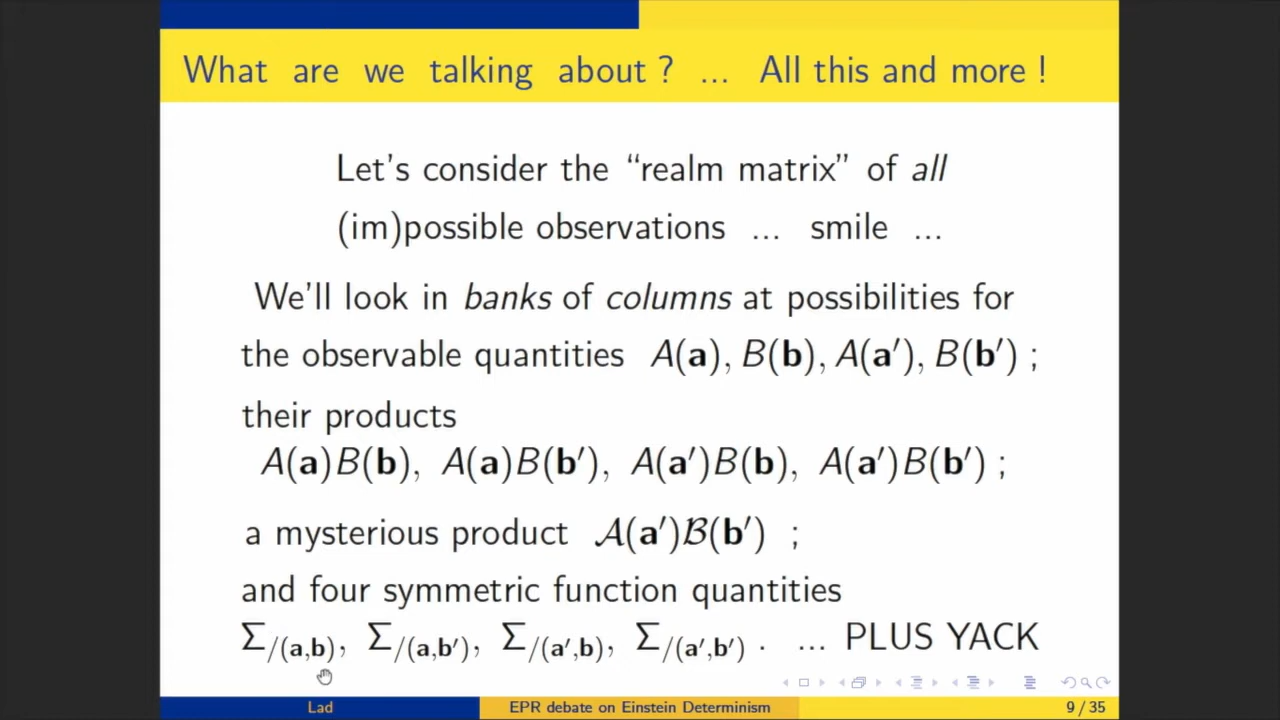 What are we talking about ? ... All this and more !
Let's consider the “realm matrix” of all
(im)possible observations ... smile ...
We'll look in banks of columns at possibilities for
the observable quantities A(a), B(b), A(a′), B(b′) ;
their products
A(a)B(b), A(a)B(b′), A(a′)B(b), A(a′)B(b′) ;
a mysterious product 𝒜(a′)ℬ(b′) ;
and four symmetric function quantities
Σ/(a,b), Σ/(a,b′), Σ/(a′,b), Σ/(a′,b′) . ... PLUS YACK
Lad EPR debate on Einstein Determinism 9 / 35